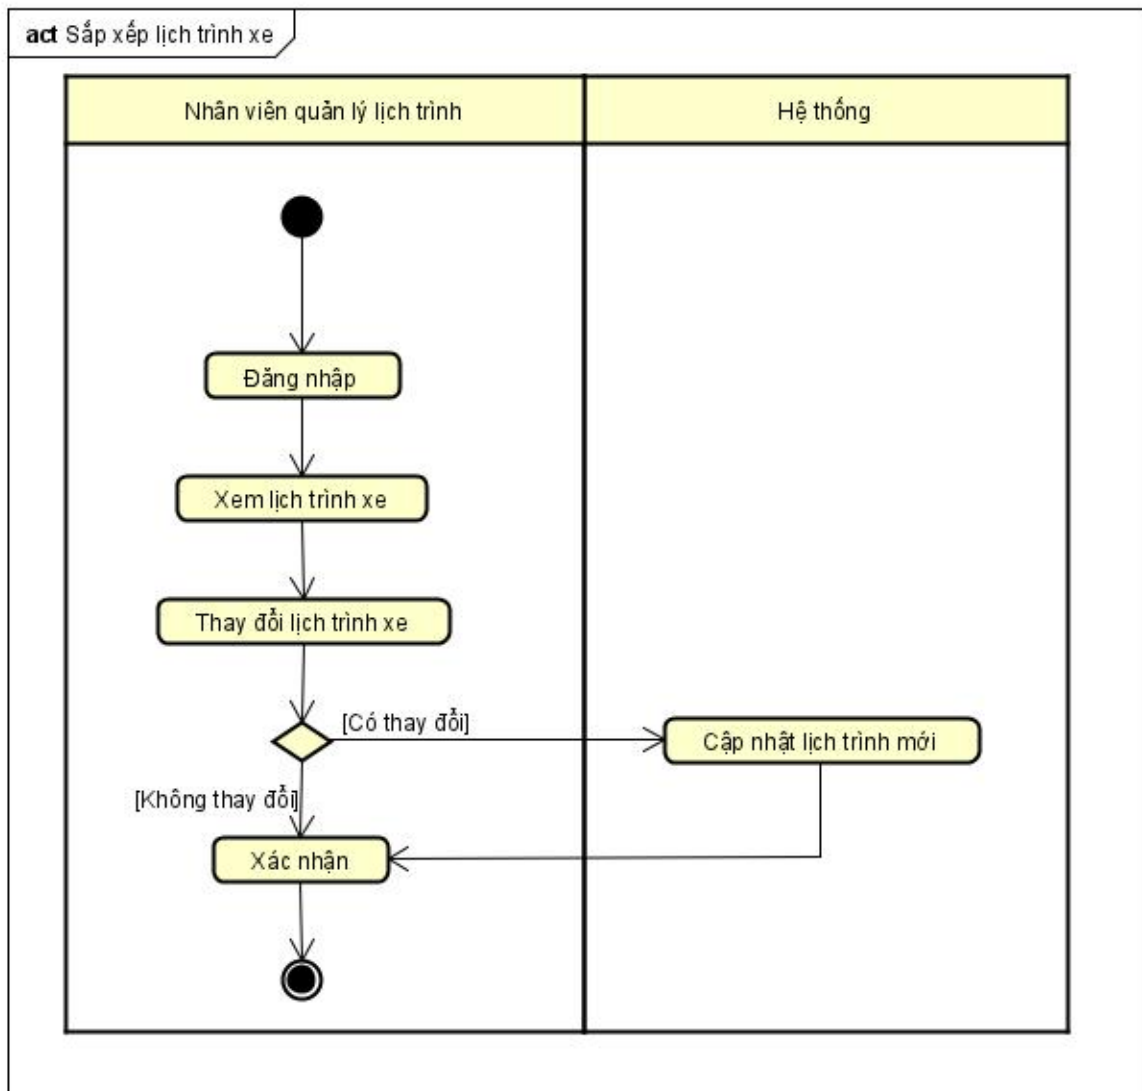 act Sắp xếp lịch trình xe
Nhân viên quản lý lịch trình
Hệ thống
Đăng nhập
Xem lịch trình xe
Thay đổi lịch trình xe
[Có thay đổi]
Cập nhật lịch trình mới
[Không thay đổi]
Xác nhận